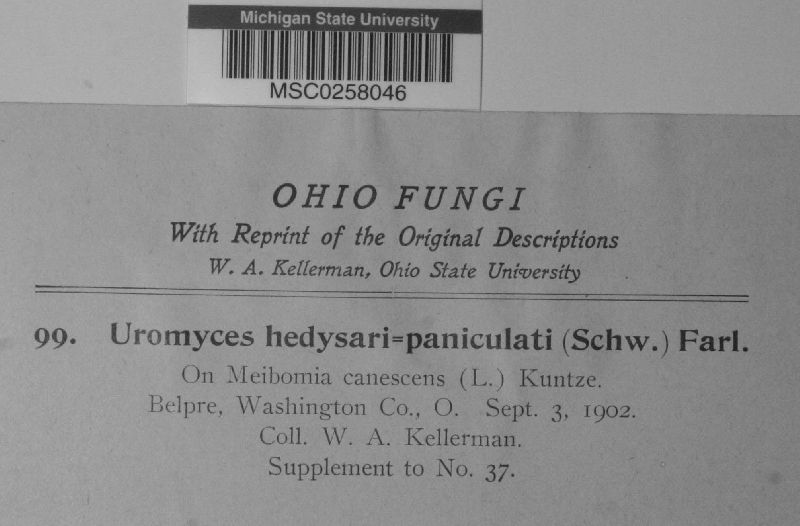 Michigan State University
MSC0258046
OHIO FUNGI
With Reprint of the Original Descriptions
W. A. Kellerman, Ohio State University
99. Uromyces hedysari=paniculati (Schw.) Farl.
On Meibomia canescens (L.) Kuntze.
Belpre, Washington Co., O. Sept. 3, 1902.
Coll. W. A. Kellerman.
Supplement to No. 37.